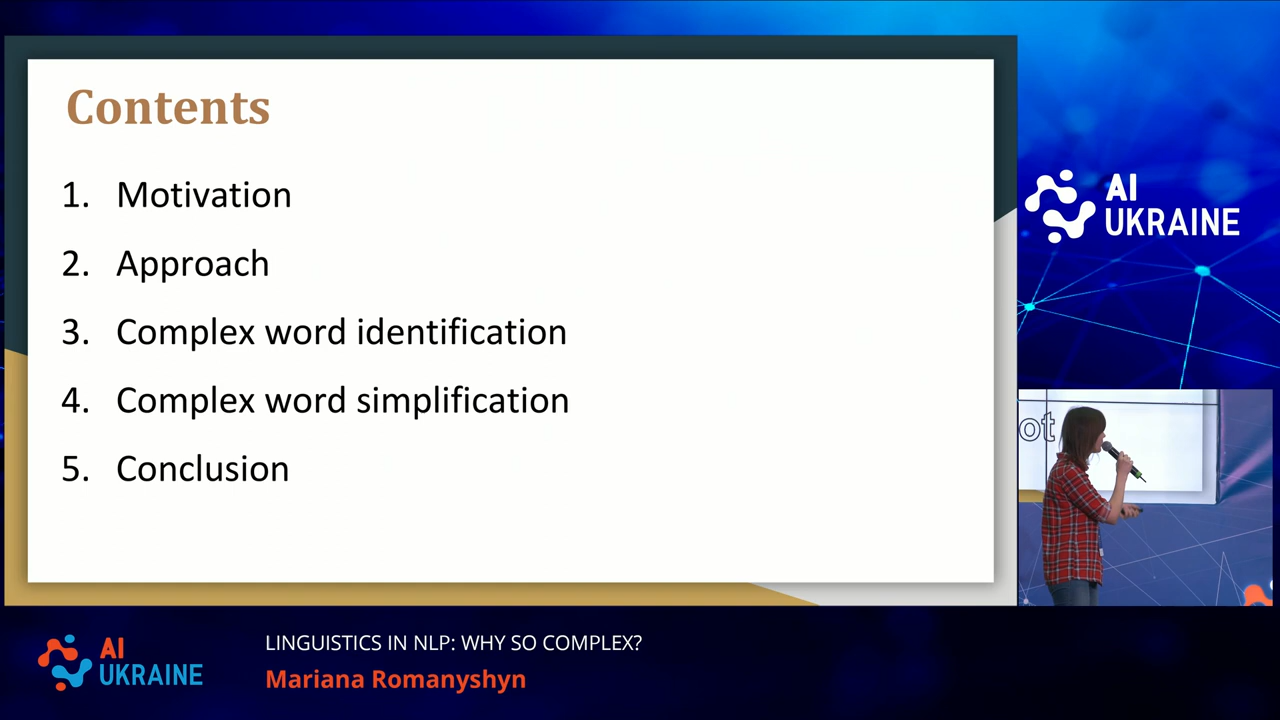 Contents
1. Motivation
2. Approach
3. Complex word identification
4. Complex word simplification
5. Conclusion
AI
UKRAINE
ot
AI
UKRAINE
LINGUISTICS IN NLP: WHY SO COMPLEX?
Mariana Romanyshyn